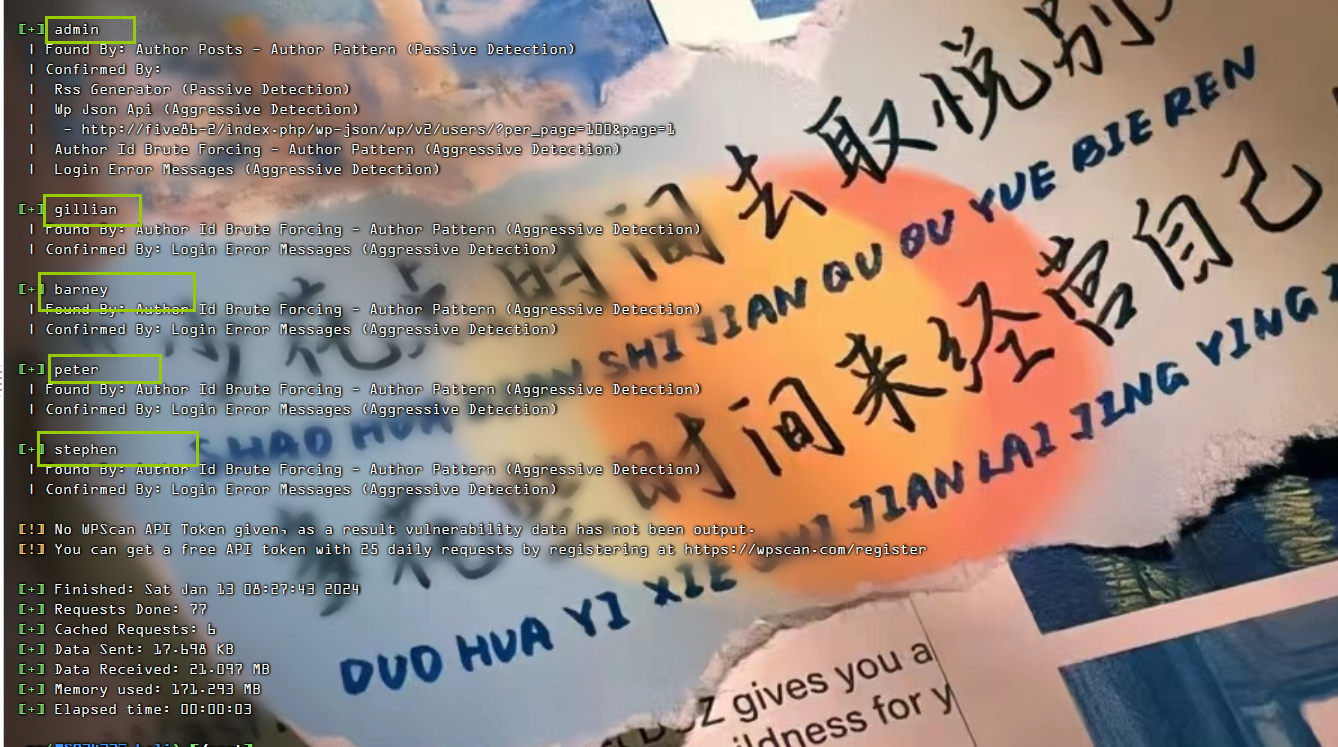 [+] admin
| Found By: Author Posts - Author Pattern (Passive Detection)
| Confirmed By:
|  Rss Generator (Passive Detection)
|  Wp Json Api (Aggressive Detection)
|   - http://five86-2/index.php/wp-json/wp/v2/users/?per_page=100&page=1
|  Author Id Brute Forcing - Author Pattern (Aggressive Detection)
|  Login Error Messages (Aggressive Detection)
[+] gillian
| Found By: Author Id Brute Forcing - Author Pattern (Aggressive Detection)
| Confirmed By: Login Error Messages (Aggressive Detection)
[+] barney
| Found By: Author Id Brute Forcing - Author Pattern (Aggressive Detection)
| Confirmed By: Login Error Messages (Aggressive Detection)
[+] peter
| Found By: Author Id Brute Forcing - Author Pattern (Aggressive Detection)
| Confirmed By: Login Error Messages (Aggressive Detection)
[+] stephen
| Found By: Author Id Brute Forcing - Author Pattern (Aggressive Detection)
| Confirmed By: Login Error Messages (Aggressive Detection)
[!] No WPScan API Token given, as a result vulnerability data has not been output.
[!] You can get a free API token with 25 daily requests by registering at https://wpscan.com/register
[+] Finished: Sat Jan 13 08:27:43 2024
[+] Requests Done: 77
[+] Cached Requests: 6
[+] Data Sent: 17.698 KB
[+] Data Received: 21.097 MB
[+] Memory used: 171.293 MB
[+] Elapsed time: 00:00:03
少花点时间去取悦别
SHAO HUA DIAN SHI JIAN QU QU YUE BIE REN
多花些时间来经营自己
DUO HUA YI XIE SHI JIAN LAI JING YING
Z gives you a
ildness for y